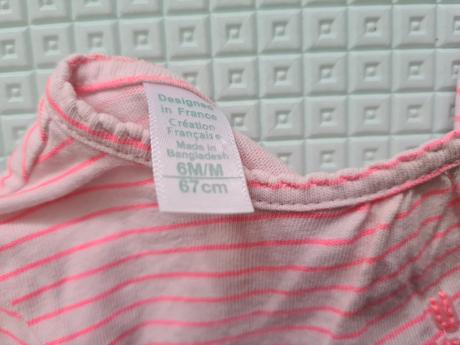 Designed
in France
Création
Française
Made in
Bangladesh
6M/M
67cm